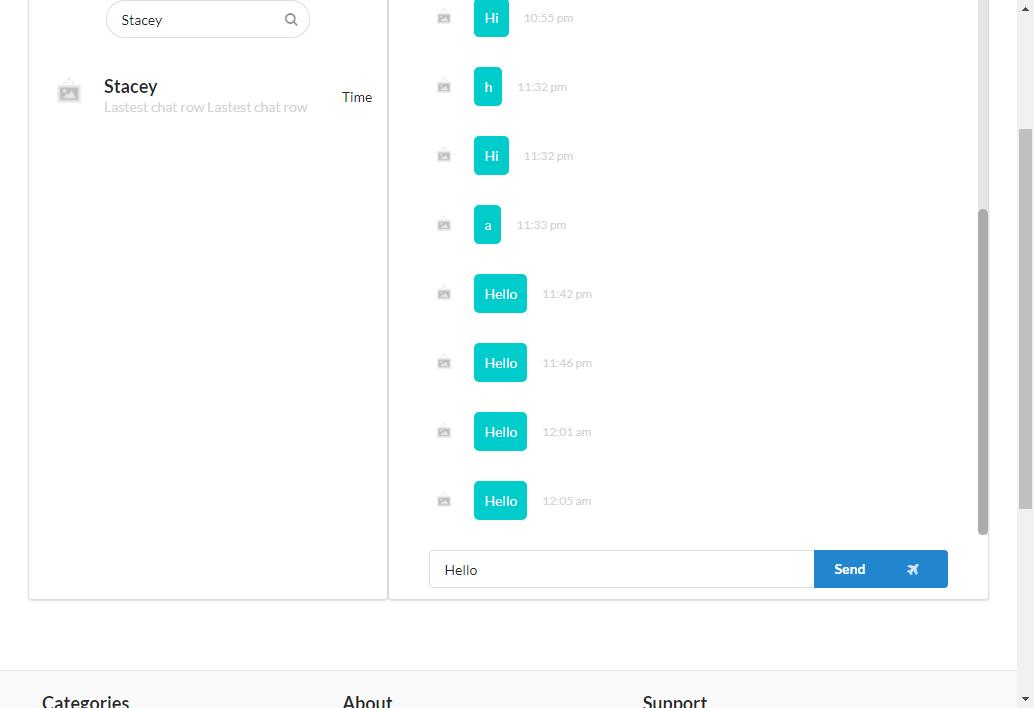 Stacey
Stacey
Lastest chat row Lastest chat row
Time
Hi 10:55 pm
h 11:32 pm
Hi 11:32 pm
a 11:33 pm
Hello 11:42 pm
Hello 11:46 pm
Hello 12:01 am
Hello 12:05 am
Hello Send
Categories About Support